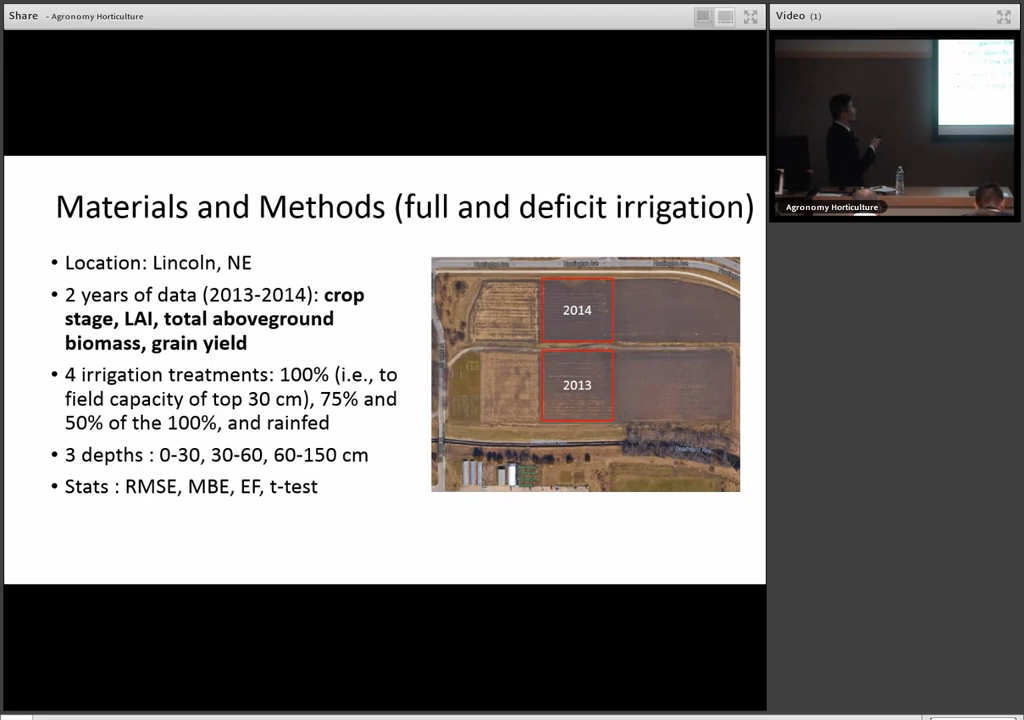 Share - Agronomy Horticulture
Video (1)
Materials and Methods (full and deficit irrigation)
• Location: Lincoln, NE
• 2 years of data (2013-2014): crop
stage, LAI, total aboveground
biomass, grain yield
• 4 irrigation treatments: 100% (i.e., to
field capacity of top 30 cm), 75% and
50% of the 100%, and rainfed
• 3 depths : 0-30, 30-60, 60-150 cm
• Stats : RMSE, MBE, EF, t-test
2014
2013
Agronomy Horticulture